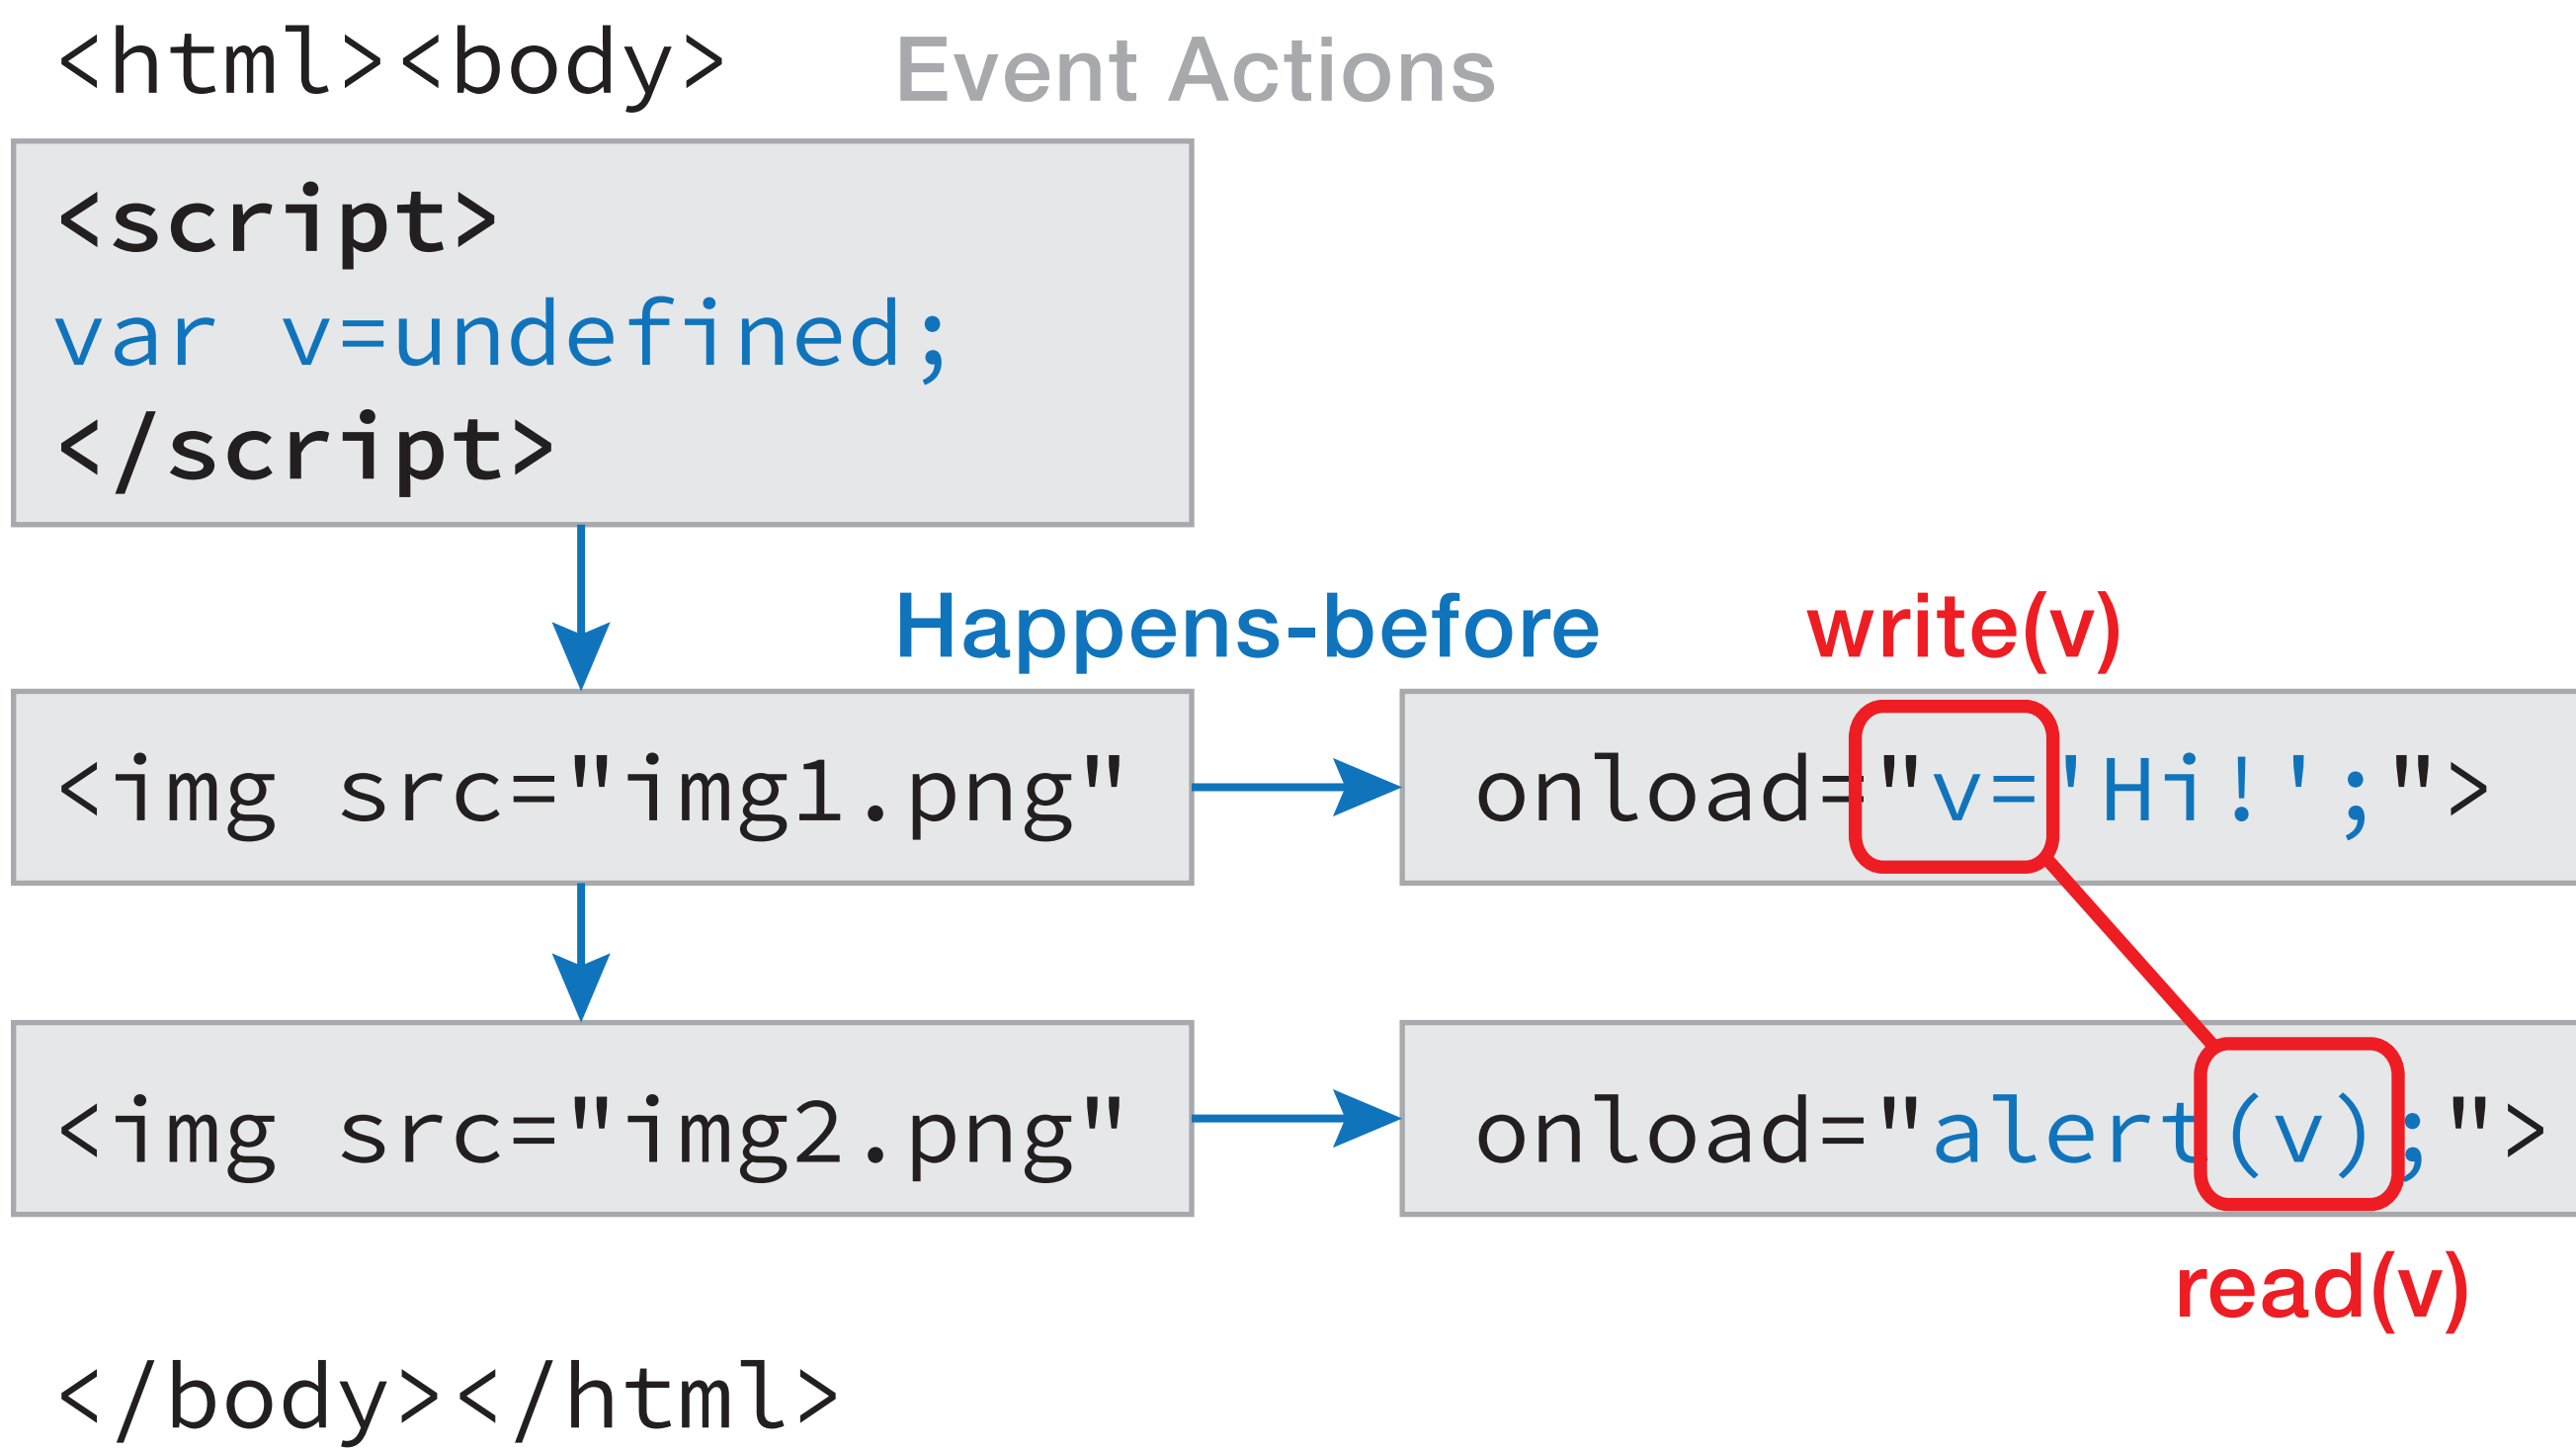 <html><body>
Event Actions
<script>
var v=undefined;
</script>
Happens-before
write(v)
<img src="img1.png"
onload="v='Hi!';">
<img src="img2.png"
onload="alert(v);">
read(v)
</body></html>